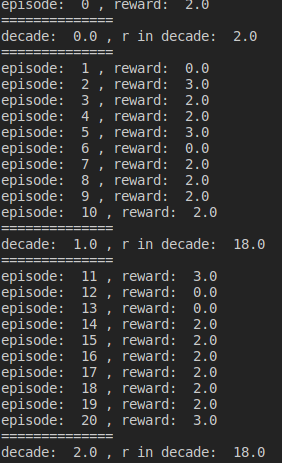 episode:  0 , reward:  2.0
==============
decade:  0.0 , r in decade:  2.0
==============
episode:  1 , reward:  0.0
episode:  2 , reward:  3.0
episode:  3 , reward:  2.0
episode:  4 , reward:  2.0
episode:  5 , reward:  3.0
episode:  6 , reward:  0.0
episode:  7 , reward:  2.0
episode:  8 , reward:  2.0
episode:  9 , reward:  2.0
episode:  10 , reward:  2.0
==============
decade:  1.0 , r in decade:  18.0
==============
episode:  11 , reward:  3.0
episode:  12 , reward:  0.0
episode:  13 , reward:  0.0
episode:  14 , reward:  2.0
episode:  15 , reward:  2.0
episode:  16 , reward:  2.0
episode:  17 , reward:  2.0
episode:  18 , reward:  2.0
episode:  19 , reward:  2.0
episode:  20 , reward:  3.0
==============
decade:  2.0 , r in decade:  18.0